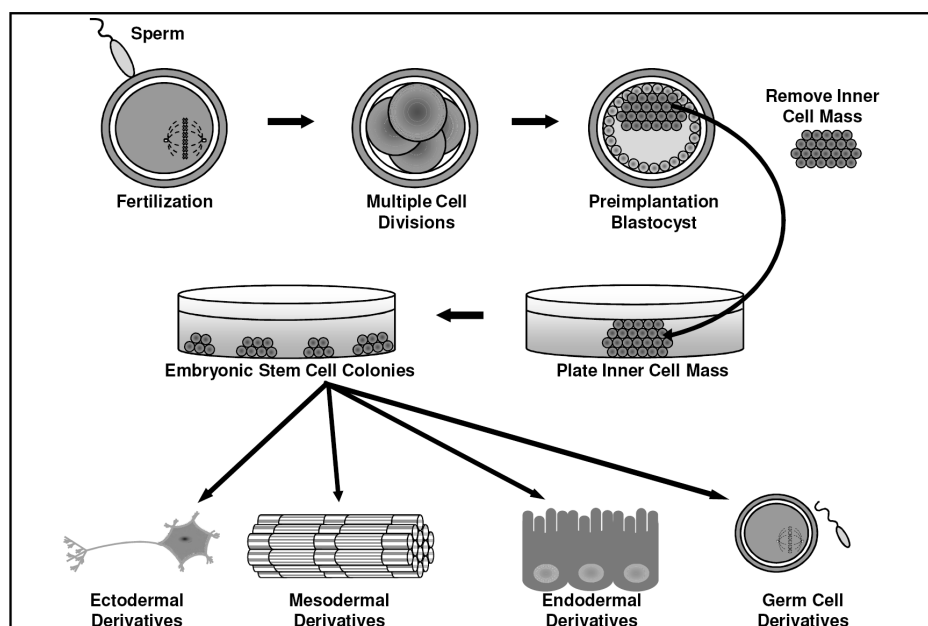 Sperm
Remove Inner
Cell Mass
Fertilization
Multiple Cell
Divisions
Preimplantation
Blastocyst
Embryonic Stem Cell Colonies
Plate Inner Cell Mass
Ectodermal
Derivatives
Mesodermal
Derivatives
Endodermal
Derivatives
Germ Cell
Derivatives